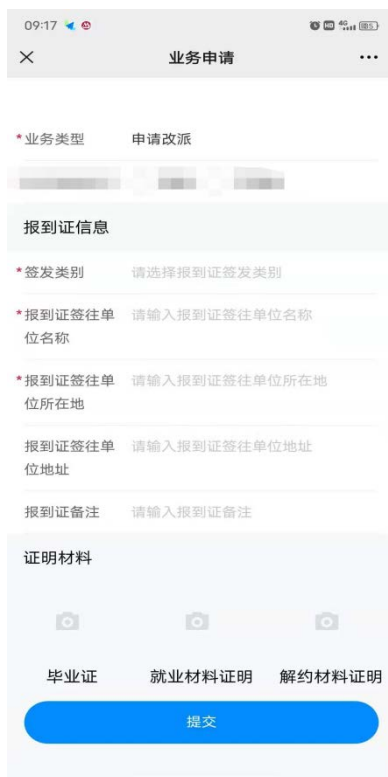 09:17
HD 4G 85
业务申请
*业务类型 申请改派
报到证信息
*签发类别 请选择报到证签发类别
*报到证签往单 请输入报到证签往单位名称
位名称
*报到证签往单 请输入报到证签往单位所在地
位所在地
报到证签往单 请输入报到证签往单位地址
位地址
报到证备注 请输入报到证备注
证明材料
毕业证 就业材料证明 解约材料证明
提交